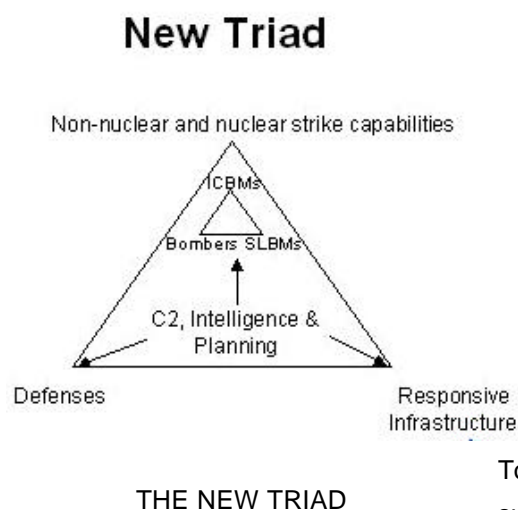 New Triad
Non-nuclear and nuclear strike capabilities
ICBMs
Bombers SLBMs
C2, Intelligence &
Planning
Defenses
Responsive
Infrastructure
THE NEW TRIAD